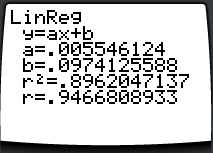 LinReg
y=ax+b
a=.005546124
b=.0974125588
r²=.8962047137
r=.9466808933